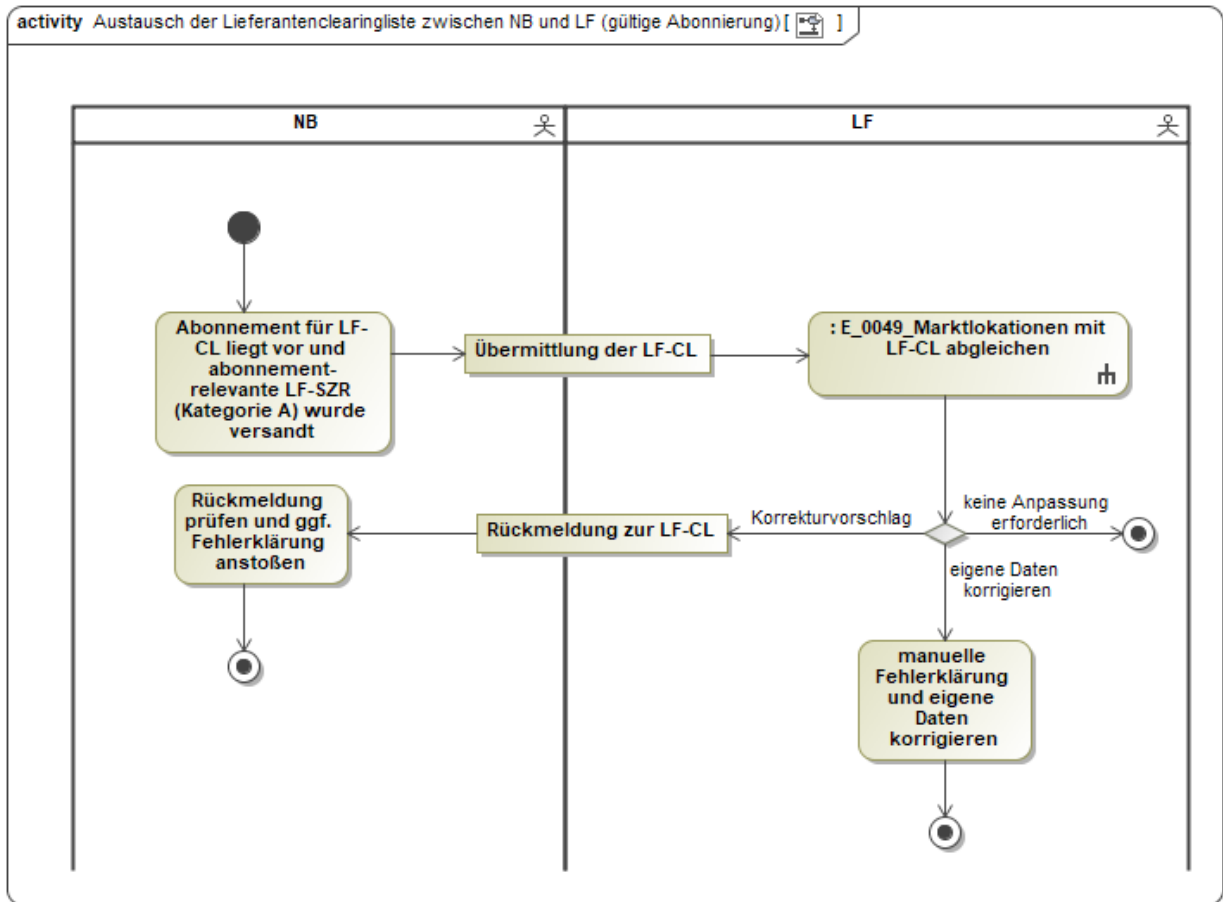 activity Austausch der Lieferantenclearingliste zwischen NB und LF (gültige Abonnierung) [ ]
NB
LF
Abonnement für LF-
CL liegt vor und
abonnement-
relevante LF-SZR
(Kategorie A) wurde
versandt
Übermittlung der LF-CL
: E_0049_Marktlokationen mit
LF-CL abgleichen
Rückmeldung
prüfen und ggf.
Fehlerklärung
anstoßen
Rückmeldung zur LF-CL
Korrekturvorschlag
keine Anpassung
erforderlich
eigene Daten
korrigieren
manuelle
Fehlerklärung
und eigene
Daten
korrigieren